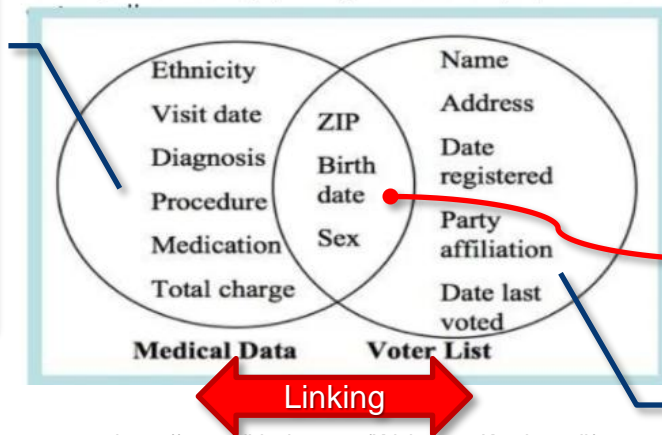 Ethnicity
Visit date
Diagnosis
Procedure
Medication
Total charge
ZIP
Birth
date
Sex
Name
Address
Date
registered
Party
affiliation
Date last
voted
Medical Data
Voter List
Linking